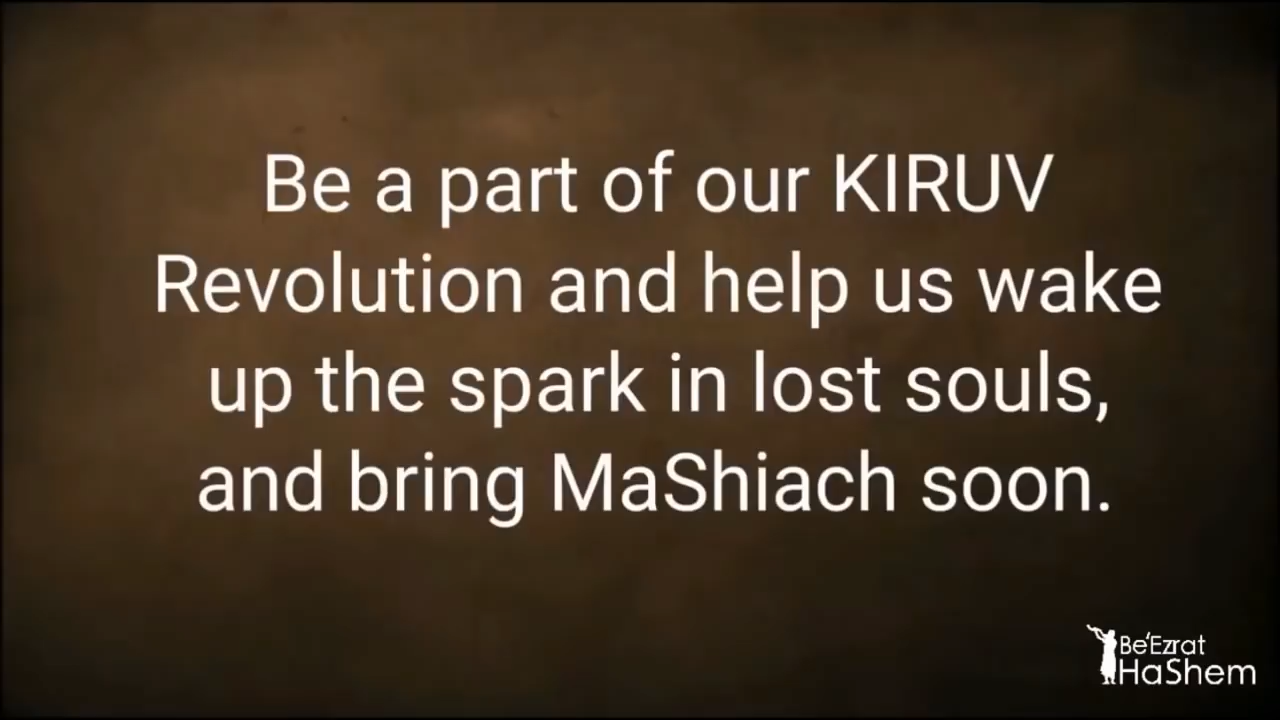 Be a part of our KIRUV
Revolution and help us wake
up the spark in lost souls,
and bring MaShiach soon.
Be'Ezrat
HaShem